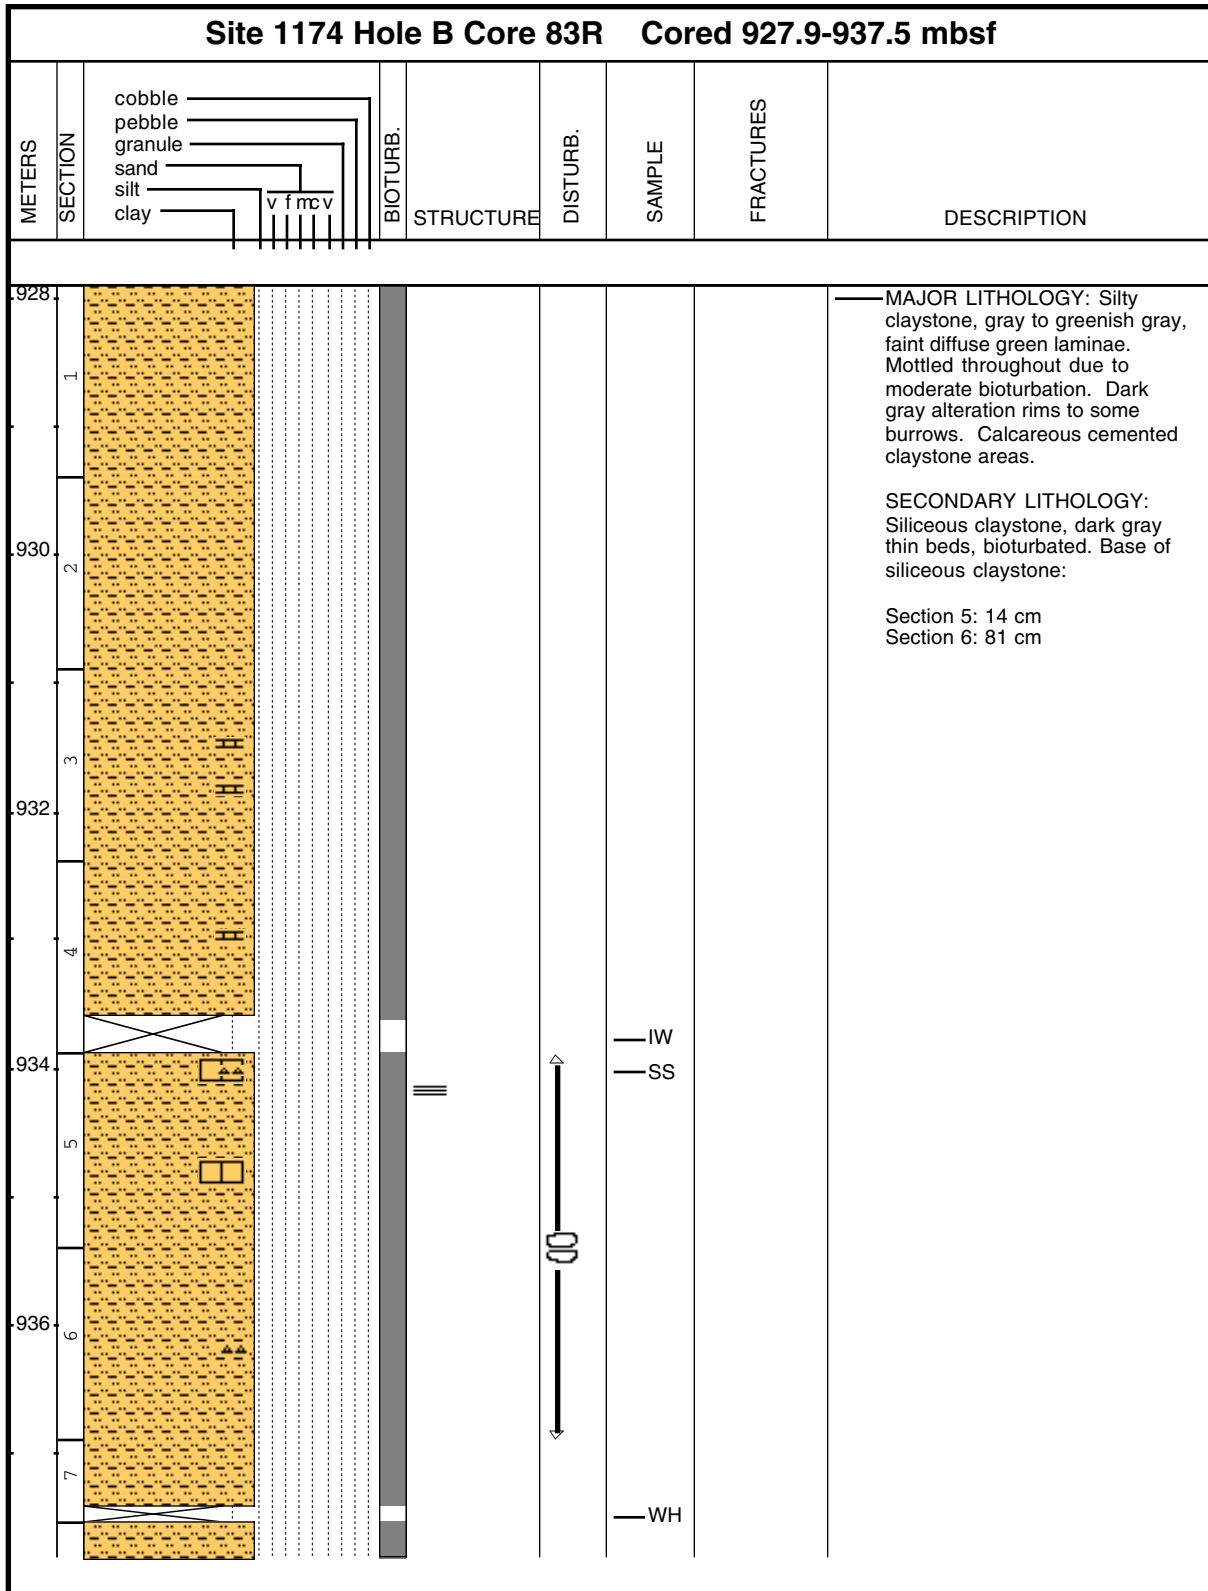 Site 1174 Hole B Core 83R Cored 927.9-937.5 mbsf
METERS
SECTION
cobble
pebble
granule
sand
silt
clay
v f m c v
BIOTURB.
STRUCTURE
DISTURB.
SAMPLE
FRACTURES
DESCRIPTION
928
930
932
934
936
1
2
3
4
5
6
7
IW
SS
WH
MAJOR LITHOLOGY: Silty
claystone, gray to greenish gray,
faint diffuse green laminae.
Mottled throughout due to
moderate bioturbation. Dark
gray alteration rims to some
burrows. Calcareous cemented
claystone areas.
SECONDARY LITHOLOGY:
Siliceous claystone, dark gray
thin beds, bioturbated. Base of
siliceous claystone:
Section 5: 14 cm
Section 6: 81 cm